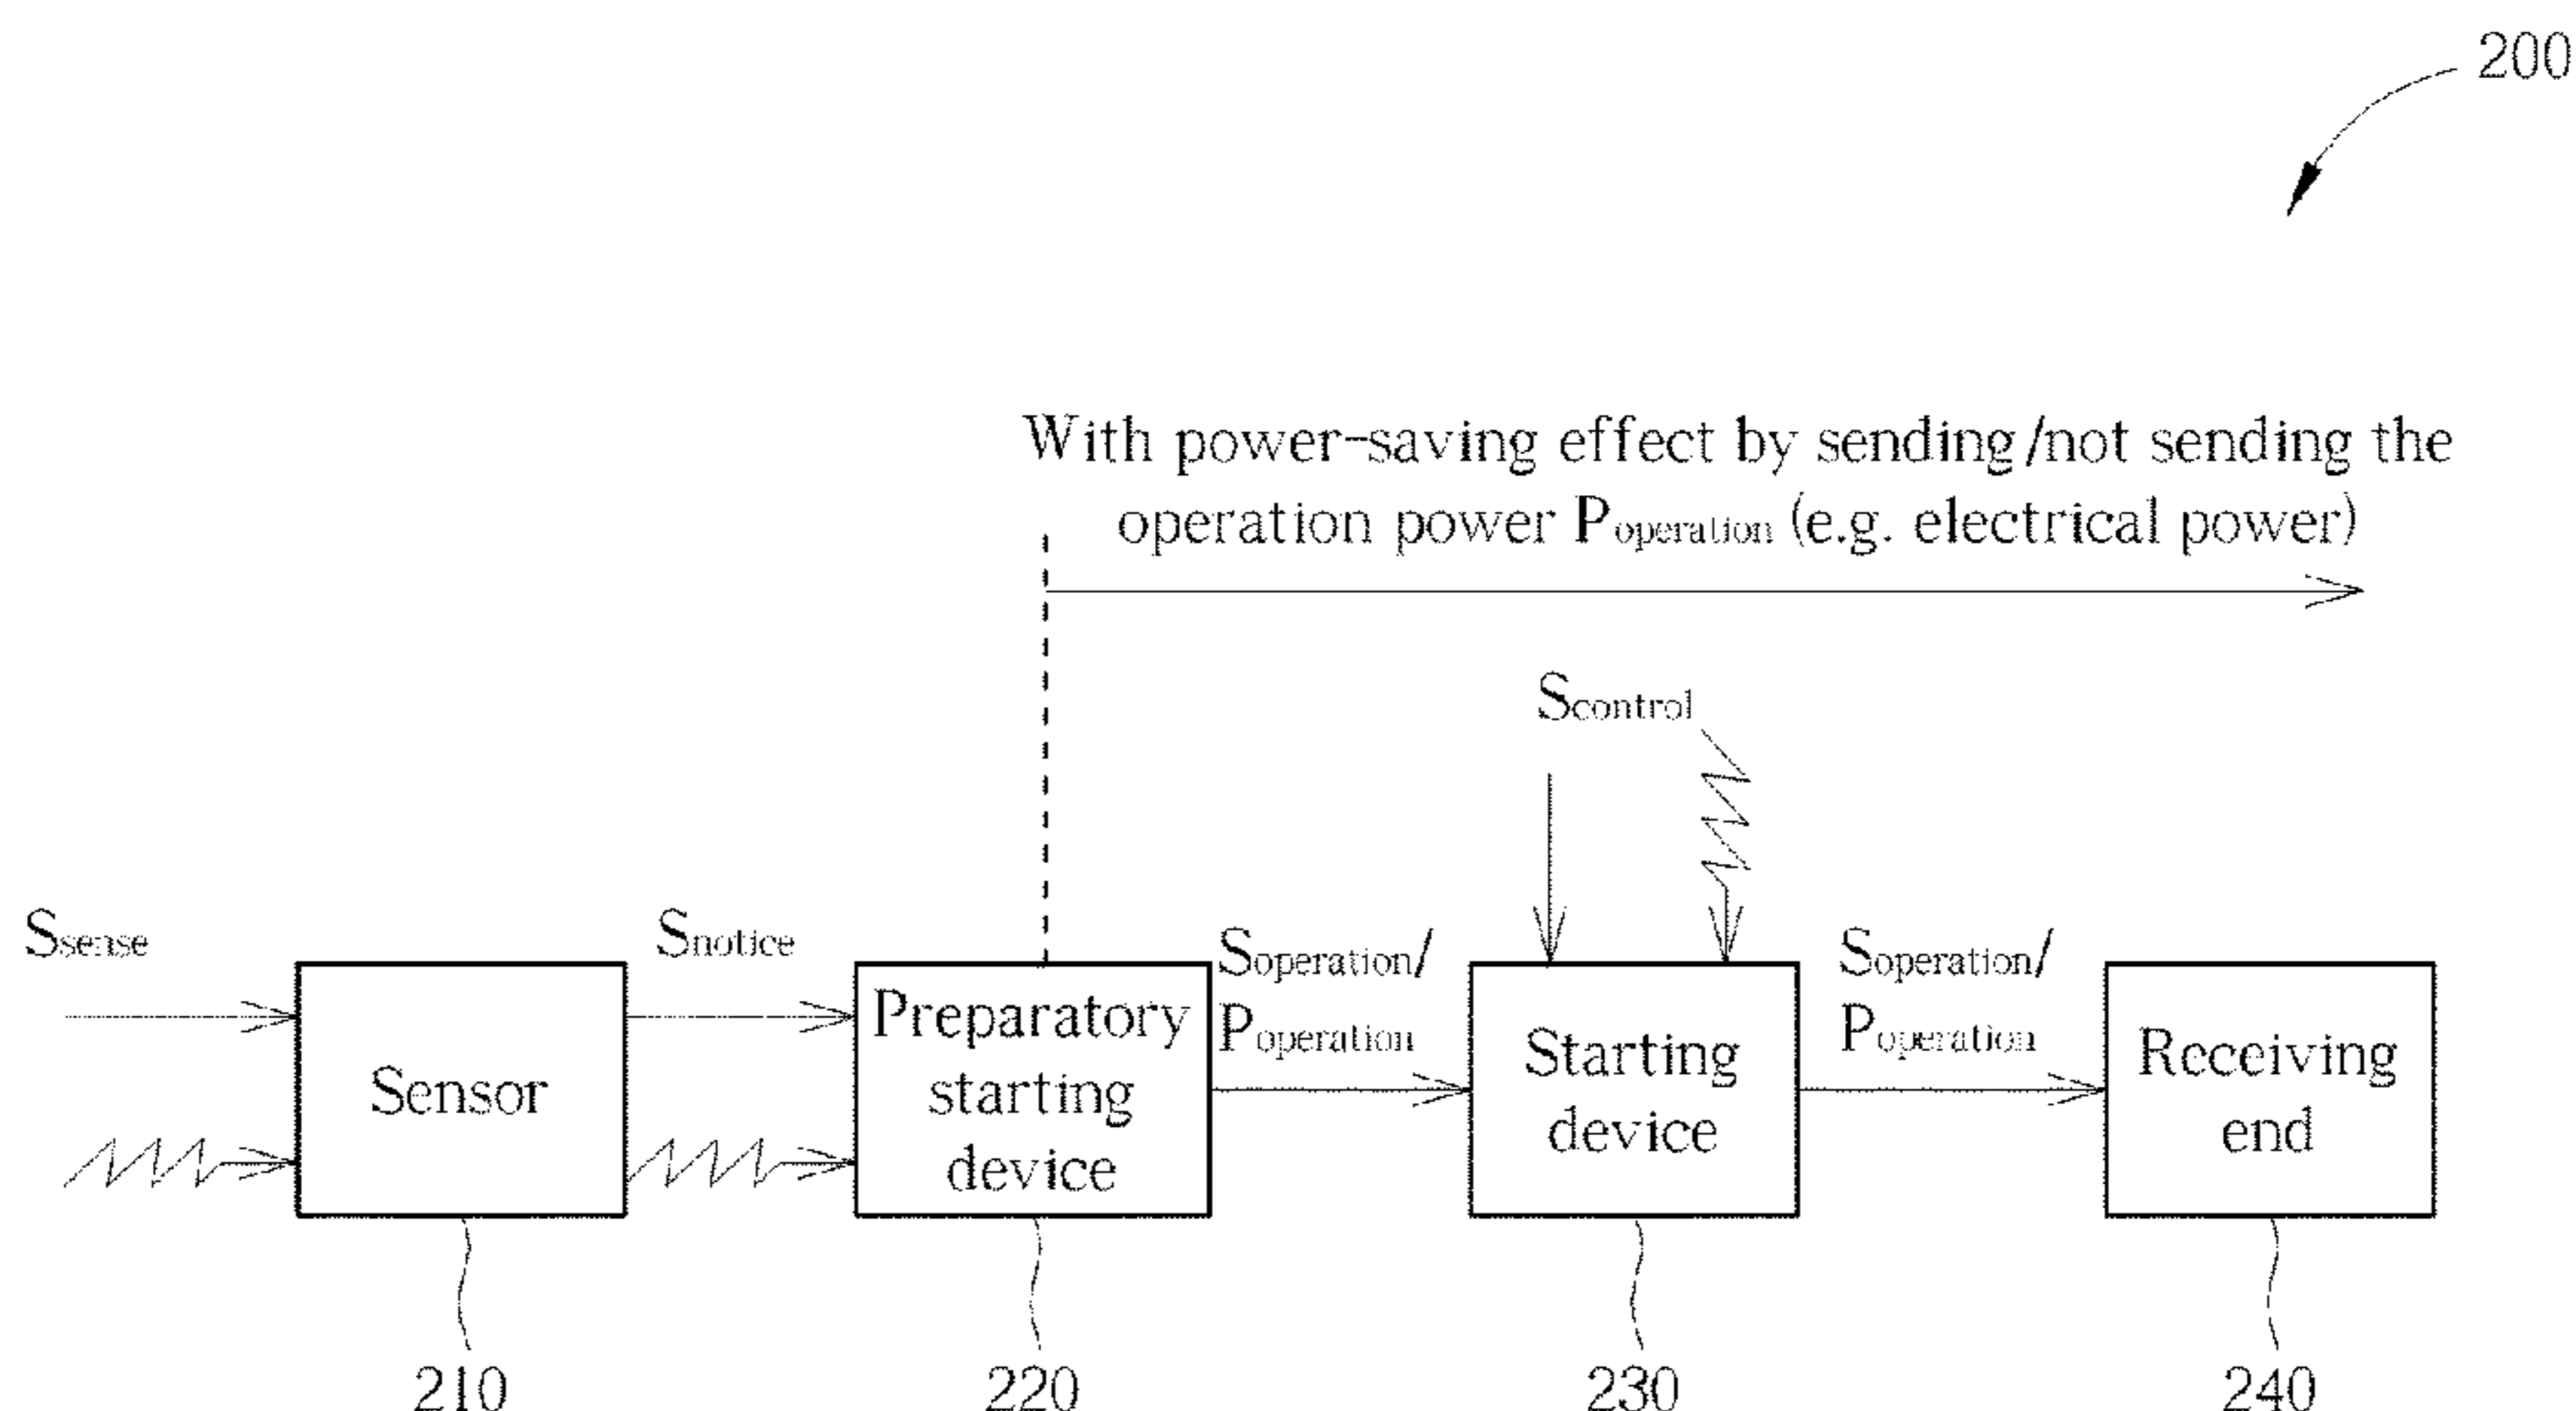 200
With power-saving effect by sending/not sending the
operation power Poperation (e.g. electrical power)
Scontrol
Ssense
Snotice
Soperation/
Poperation
Soperation/
Poperation
Sensor
Preparatory
starting
device
Starting
device
Receiving
end
210
220
230
240